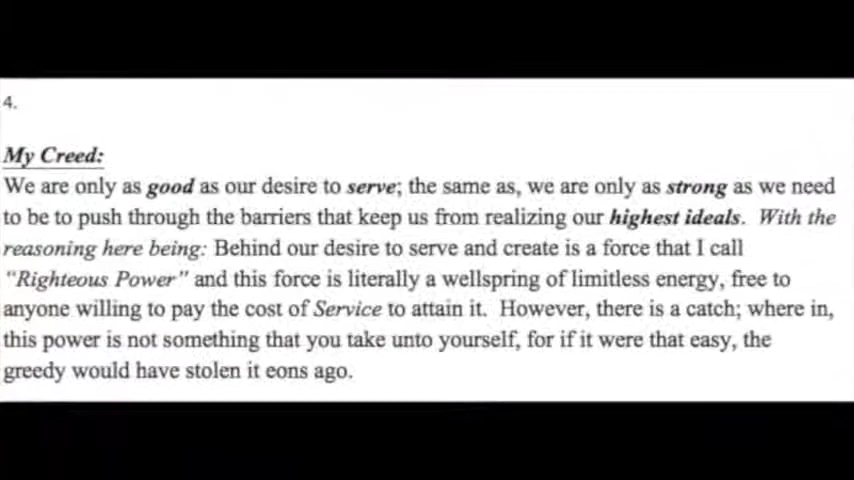 4.
My Creed:
We are only as good as our desire to serve; the same as, we are only as strong as we need
to be to push through the barriers that keep us from realizing our highest ideals. With the
reasoning here being: Behind our desire to serve and create is a force that I call
"Righteous Power" and this force is literally a wellspring of limitless energy, free to
anyone willing to pay the cost of Service to attain it. However, there is a catch; where in,
this power is not something that you take unto yourself, for if it were that easy, the
greedy would have stolen it eons ago.